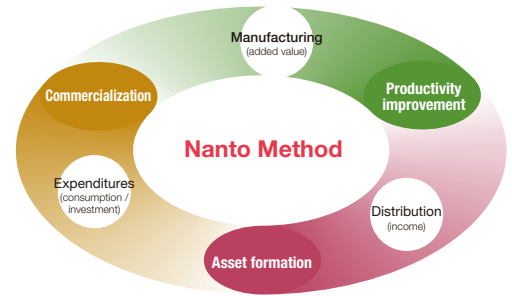 Manufacturing
(added value)
Commercialization
Productivity
improvement
Nanto Method
Expenditures
(consumption /
investment)
Distribution
(income)
Asset formation